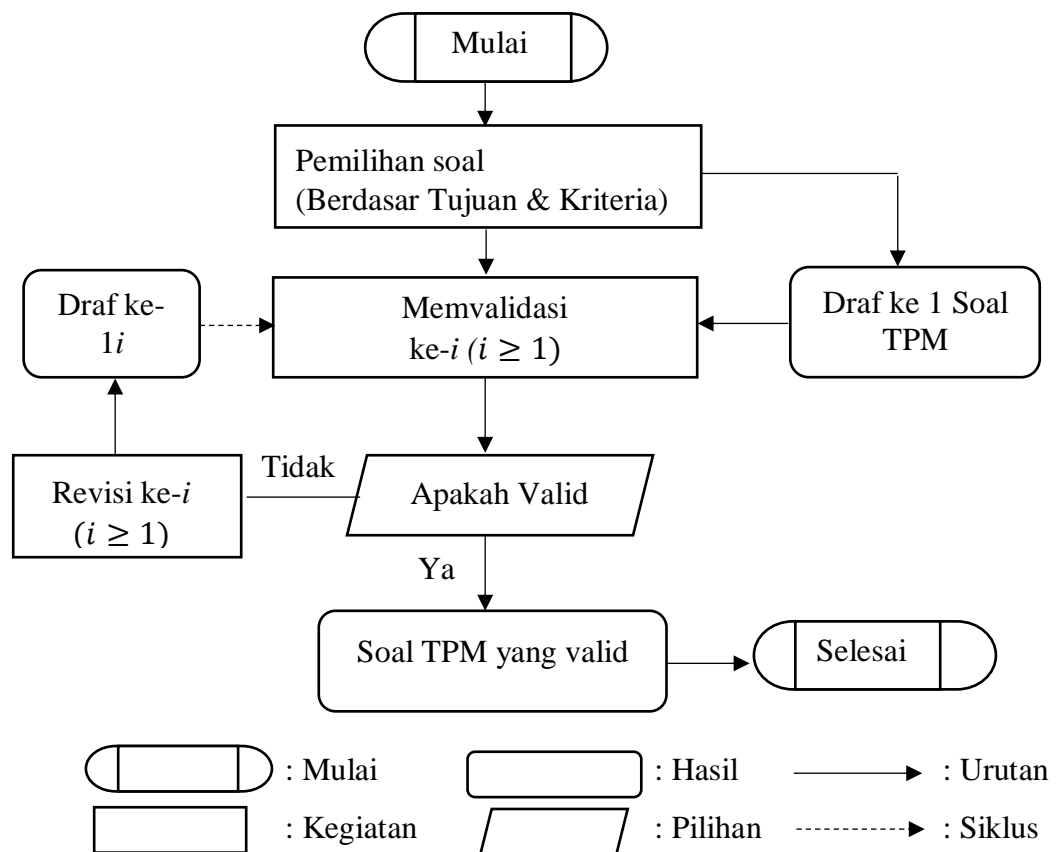 Mulai
Pemilihan soal
(Berdasar Tujuan & Kriteria)
Draf ke-
1i
Memvalidasi
ke-i (i ≥ 1)
Draf ke 1 Soal
TPM
Revisi ke-i
(i ≥ 1)
Tidak
Apakah Valid
Ya
Soal TPM yang valid
Selesai
: Mulai
: Hasil
: Urutan
: Kegiatan
: Pilihan
: Siklus